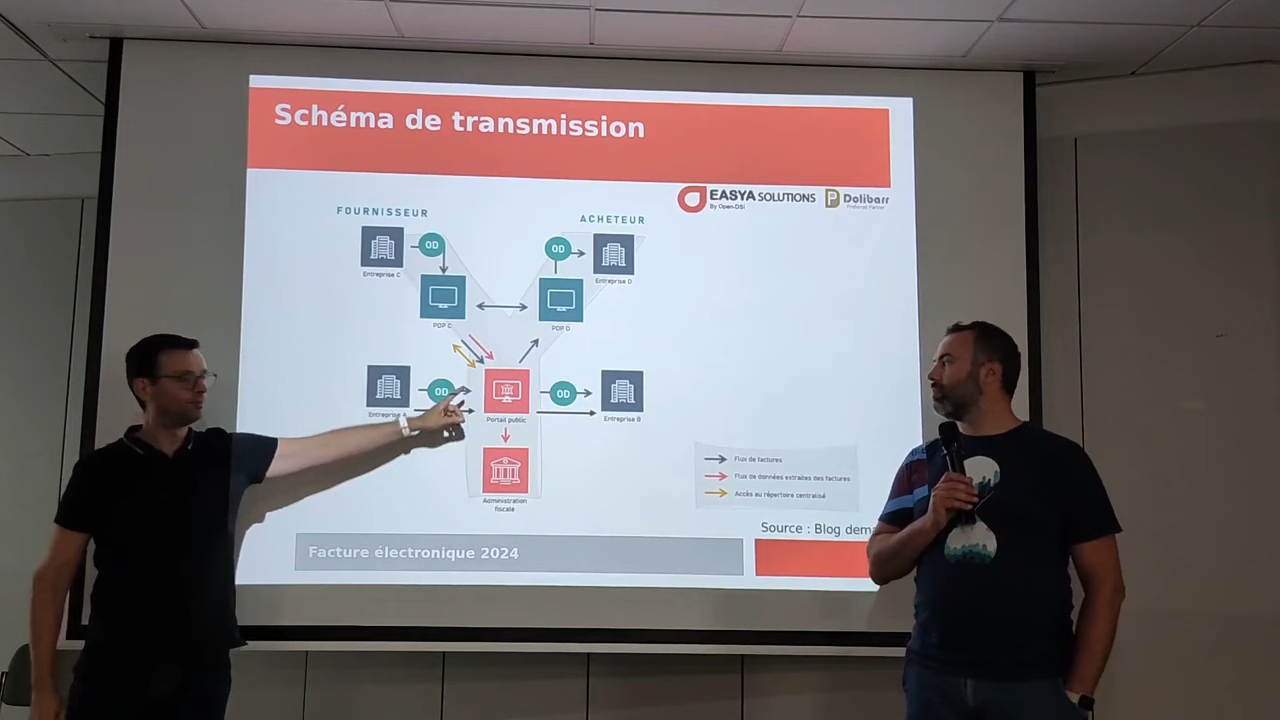 Schéma de transmission
EASYA SOLUTIONS
By Open-DSI
Dolibarr
Preferred Partner
FOURNISSEUR
ACHETEUR
OD
OD
Entreprise C
Entreprise D
PDP C
PDP D
OD
OD
Entreprise A
Portail public
Entreprise B
Administration
fiscale
Flux de factures
Flux de données extraites des factures
Accès au répertoire centralisé
Source : Blog dem
Facture électronique 2024